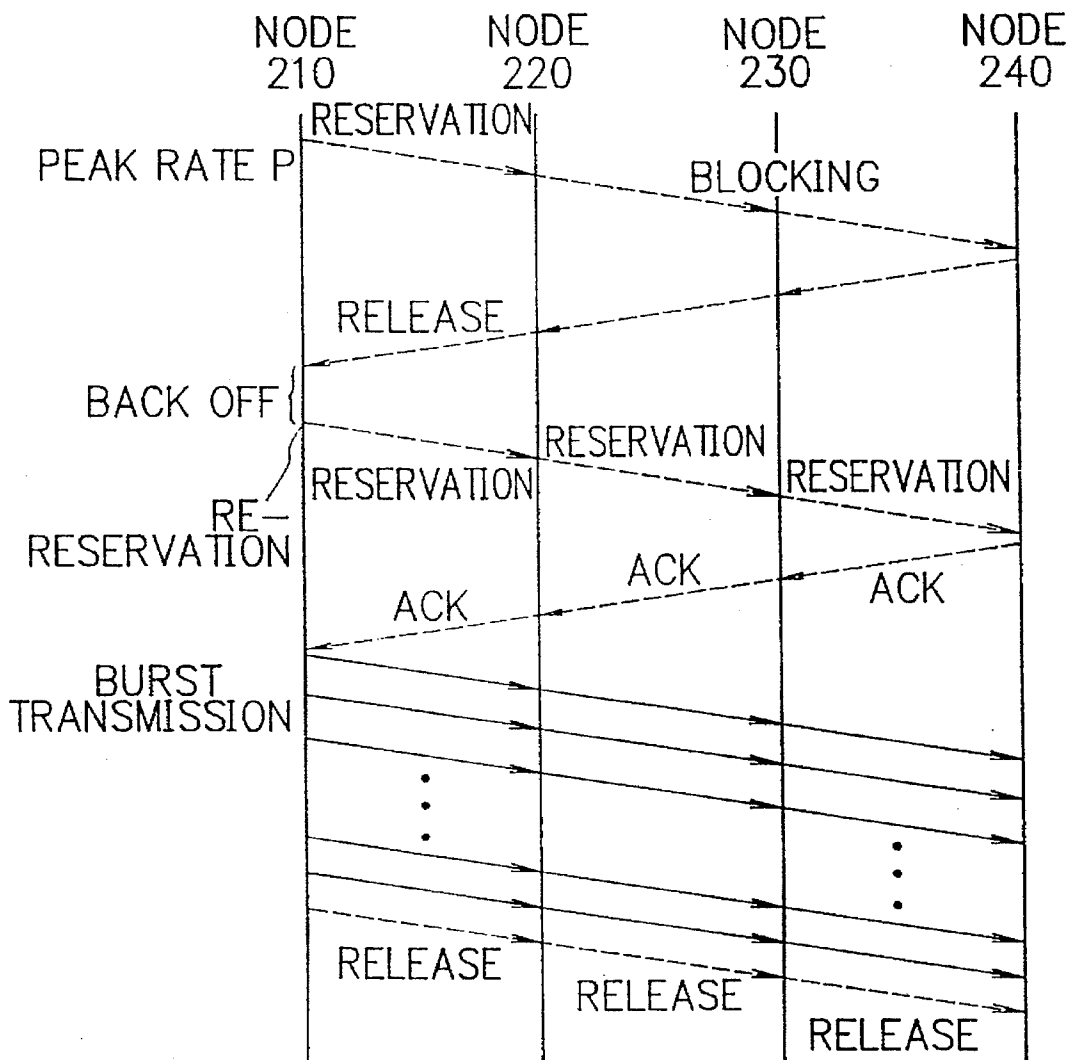 NODE 210
NODE 220
NODE 230
NODE 240
RESERVATION
PEAK RATE P
BLOCKING
RELEASE
BACK OFF
RESERVATION
RESERVATION
RESERVATION
RE-
RESERVATION
ACK
ACK
ACK
BURST
TRANSMISSION
RELEASE
RELEASE
RELEASE